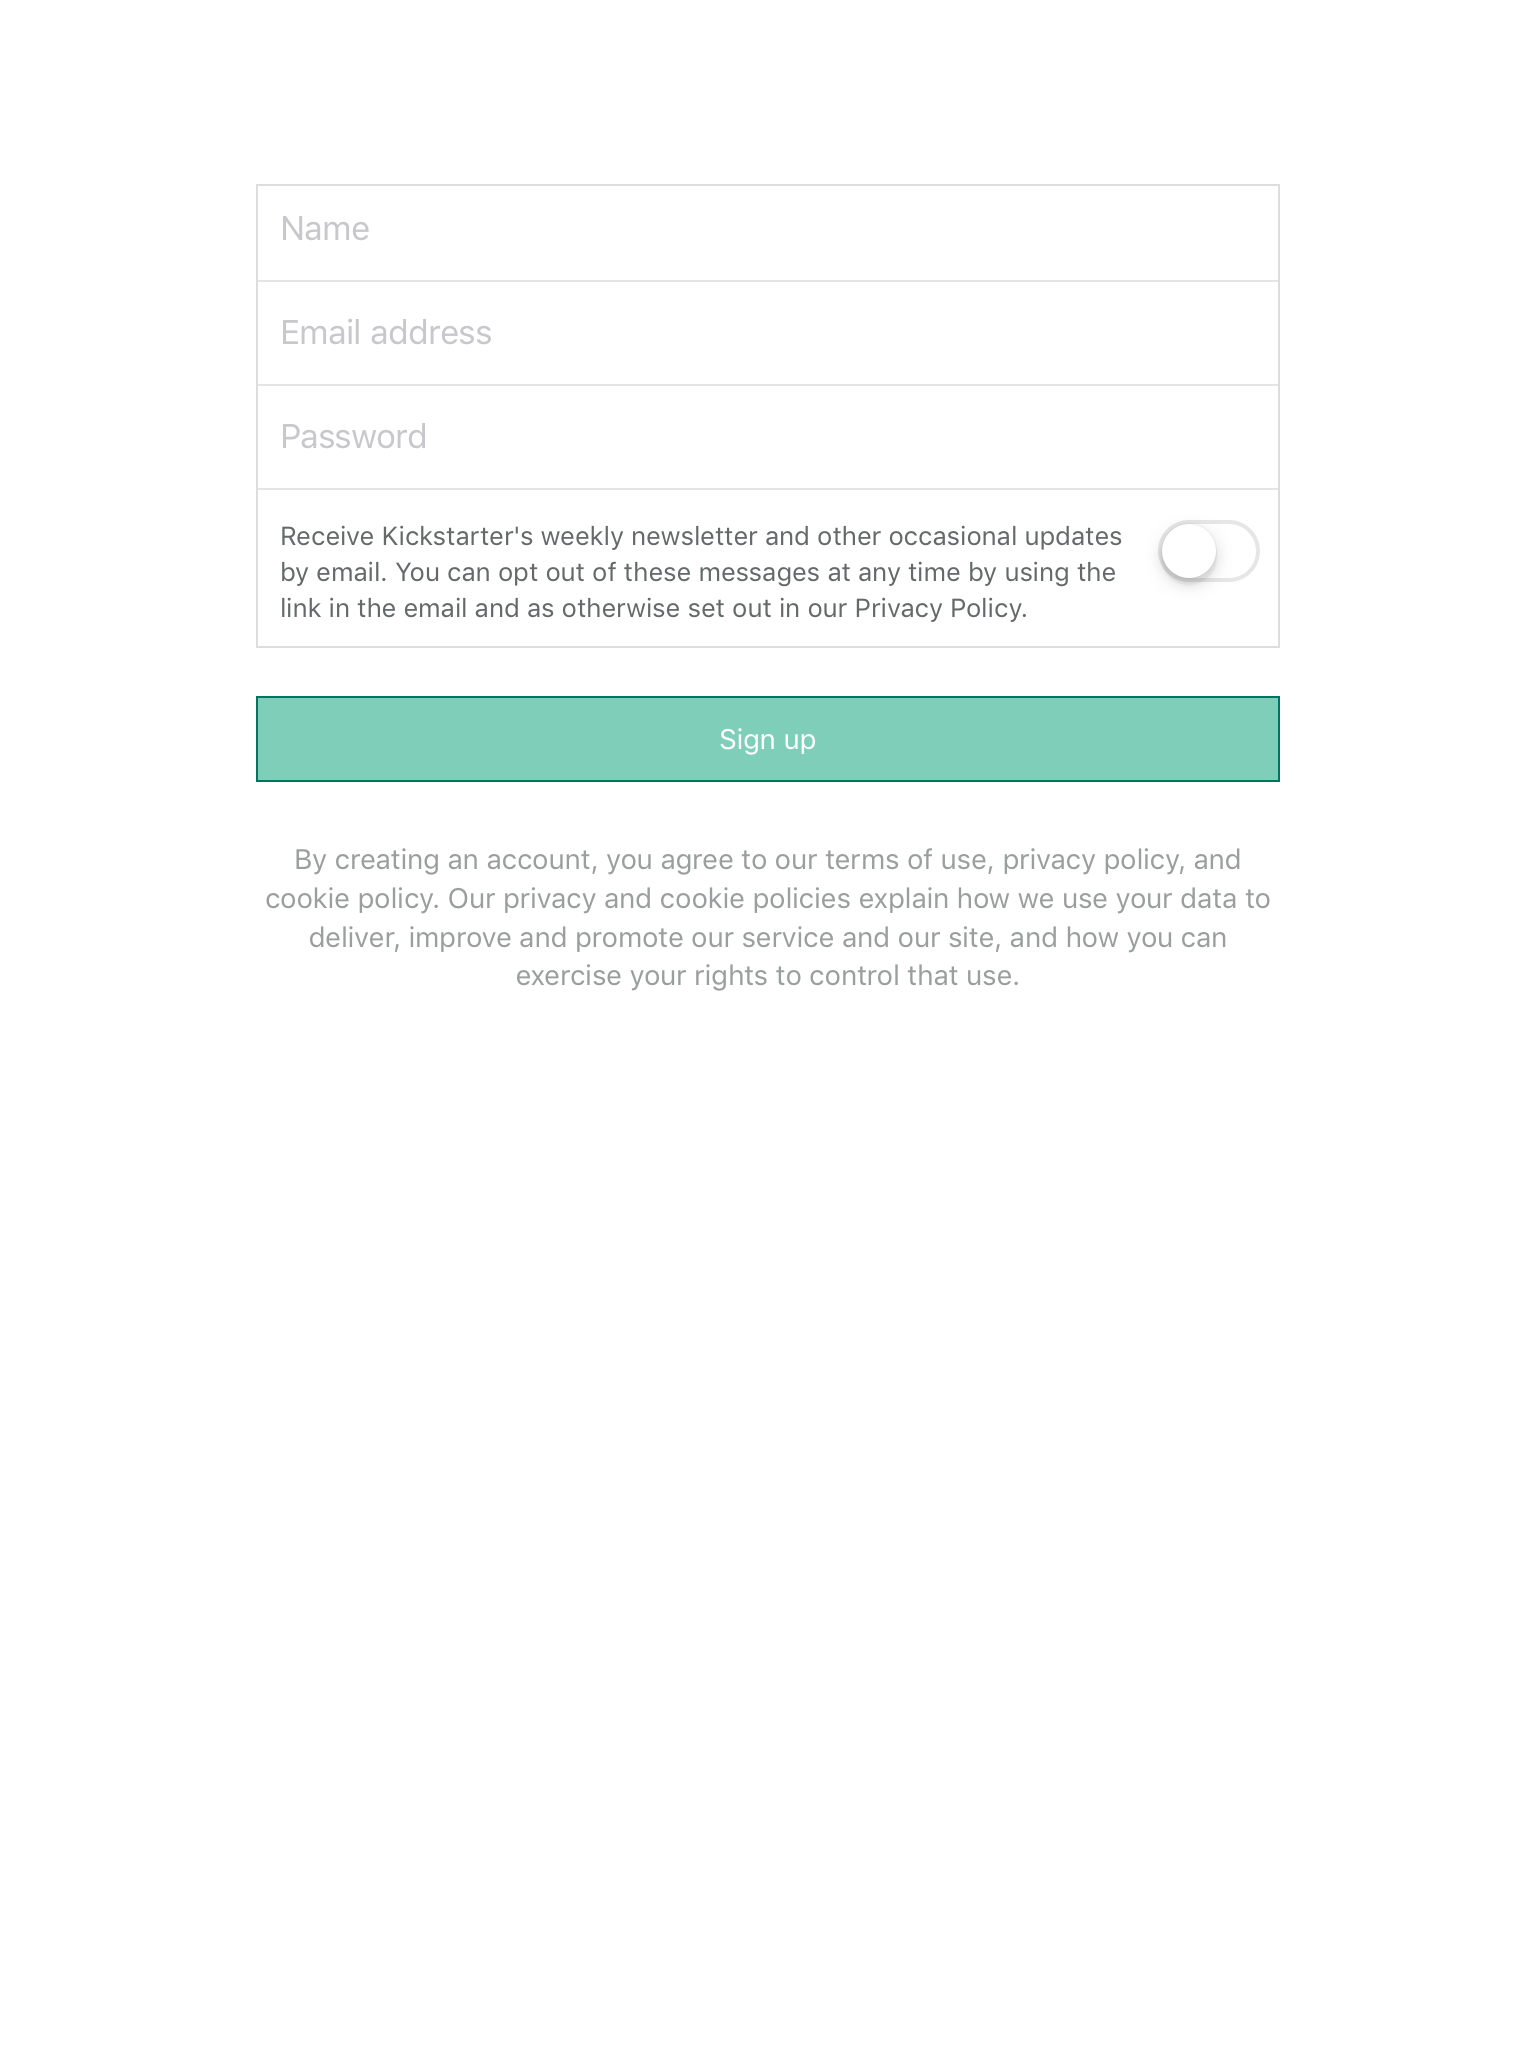 Name
Email address
Password
Receive Kickstarter's weekly newsletter and other occasional updates
by email. You can opt out of these messages at any time by using the
link in the email and as otherwise set out in our Privacy Policy.
Sign up
By creating an account, you agree to our terms of use, privacy policy, and
cookie policy. Our privacy and cookie policies explain how we use your data to
deliver, improve and promote our service and our site, and how you can
exercise your rights to control that use.